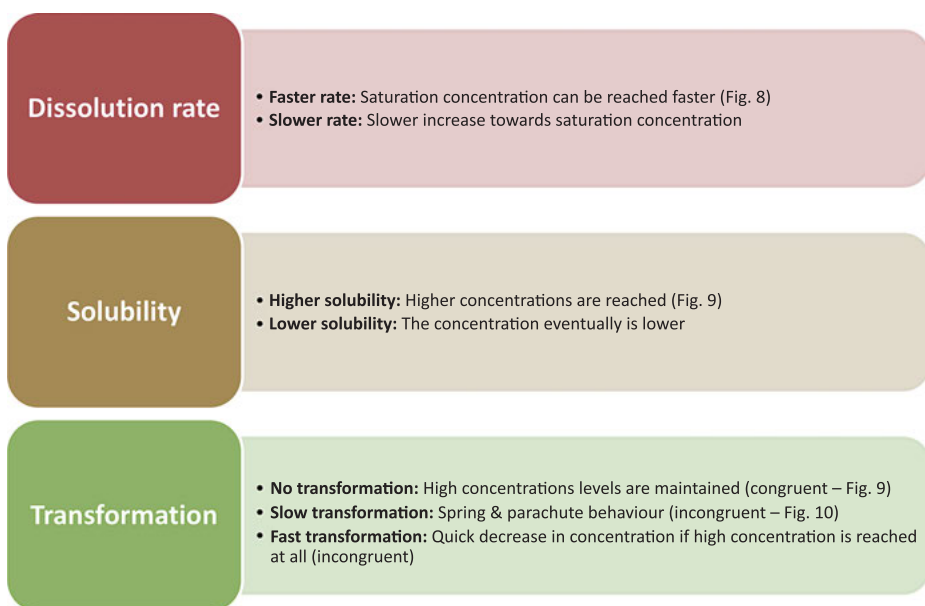 Dissolution rate
• Faster rate: Saturation concentration can be reached faster (Fig. 8)
• Slower rate: Slower increase towards saturation concentration
Solubility
• Higher solubility: Higher concentrations are reached (Fig. 9)
• Lower solubility: The concentration eventually is lower
Transformation
• No transformation: High concentrations levels are maintained (congruent – Fig. 9)
• Slow transformation: Spring & parachute behaviour (incongruent – Fig. 10)
• Fast transformation: Quick decrease in concentration if high concentration is reached
at all (incongruent)